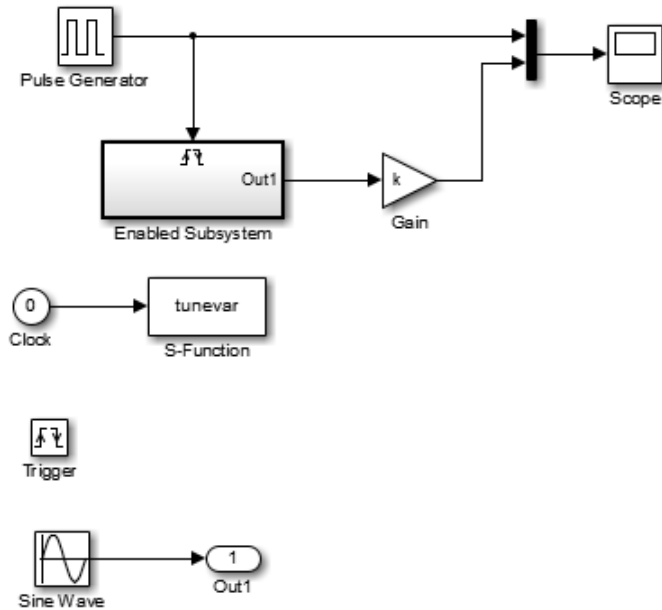 Pulse Generator
Scope
Out1
Enabled Subsystem
k
Gain
0
Clock
tunevar
S-Function
Trigger
Sine Wave
1
Out1